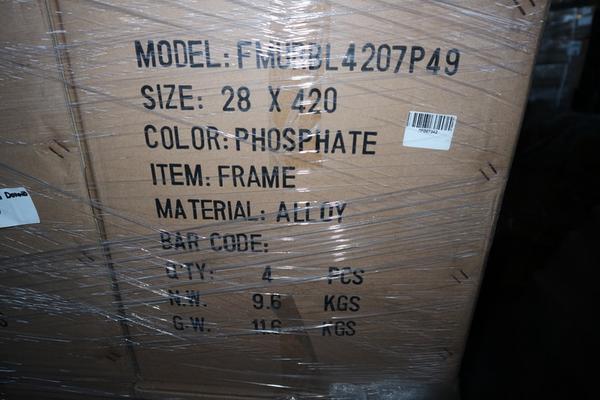 MODEL: FMURBL4207P49
SIZE: 28 X 420
COLOR: PHOSPHATE
ITEM: FRAME
MATERIAL: ALLOY
BAR CODE:
Q'TY: 4 PCS
N.W. 9.6 KGS
G.W. 11.6 KGS